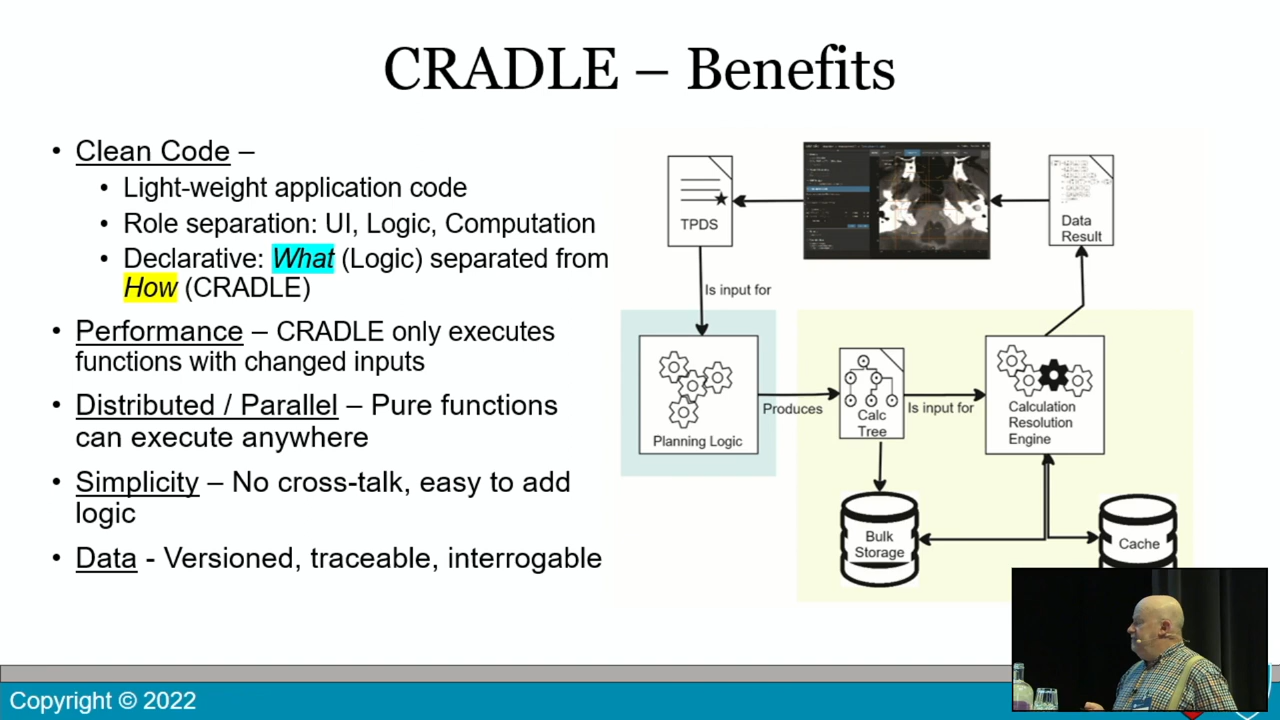 CRADLE – Benefits
• Clean Code –
• Light-weight application code
• Role separation: UI, Logic, Computation
• Declarative: What (Logic) separated from
How (CRADLE)
• Performance – CRADLE only executes
functions with changed inputs
• Distributed / Parallel – Pure functions
can execute anywhere
• Simplicity – No cross-talk, easy to add
logic
• Data - Versioned, traceable, interrogable
TPDS
Data
Result
Is input for
Planning Logic
Produces
Calc
Tree
Is input for
Calculation
Resolution
Engine
Bulk
Storage
Cache
Copyright © 2022